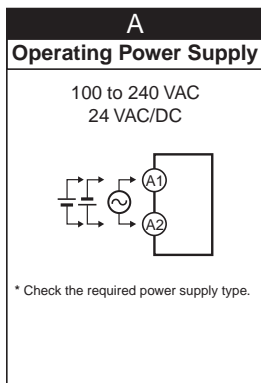 A
Operating Power Supply
100 to 240 VAC
24 VAC/DC
A1
A2
* Check the required power supply type.